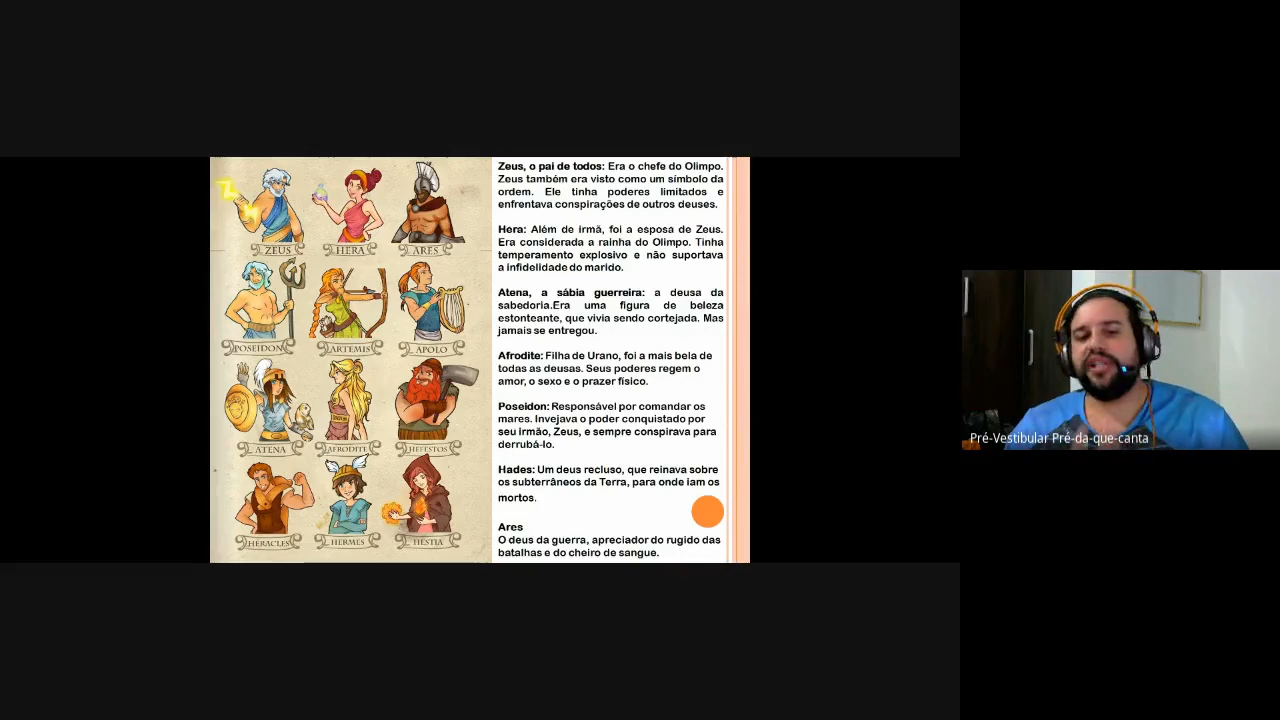 ZEUS
HERA
ARES
POSEIDON
ARTEMIS
APOLO
ATENA
AFRODITE
HEFESTOS
HÉRACLES
HERMES
HÉSTIA
Zeus, o pai de todos: Era o chefe do Olimpo.
Zeus também era visto como um símbolo da
ordem. Ele tinha poderes limitados e
enfrentava conspirações de outros deuses.
Hera: Além de irmã, foi a esposa de Zeus.
Era considerada a rainha do Olimpo. Tinha
temperamento explosivo e não suportava
a infidelidade do marido.
Atena, a sábia guerreira: a deusa da
sabedoria.Era uma figura de beleza
estonteante, que vivia sendo cortejada. Mas
jamais se entregou.
Afrodite: Filha de Urano, foi a mais bela de
todas as deusas. Seus poderes regem o
amor, o sexo e o prazer físico.
Poseidon: Responsável por comandar os
mares. Invejava o poder conquistado por
seu irmão, Zeus, e sempre conspirava para
derrubá-lo.
Hades: Um deus recluso, que reinava sobre
os subterrâneos da Terra, para onde iam os
mortos.
Ares
O deus da guerra, apreciador do rugido das
batalhas e do cheiro de sangue.
Pré-Vestibular Pré-da-que-canta